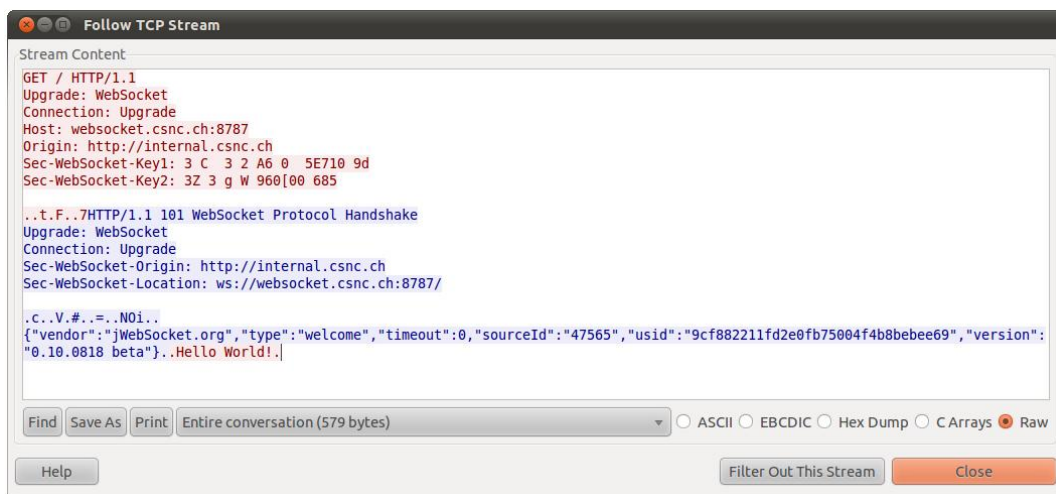 Follow TCP Stream
Stream Content
GET / HTTP/1.1
Upgrade: WebSocket
Connection: Upgrade
Host: websocket.csnc.ch:8787
Origin: http://internal.csnc.ch
Sec-WebSocket-Key1: 3 C  3 2 A6 0  5E710 9d
Sec-WebSocket-Key2: 3Z 3 g W 960[00 685
..t.F..7HTTP/1.1 101 WebSocket Protocol Handshake
Upgrade: WebSocket
Connection: Upgrade
Sec-WebSocket-Origin: http://internal.csnc.ch
Sec-WebSocket-Location: ws://websocket.csnc.ch:8787/
.c..V.#..=..NOi..
{"vendor":"jWebSocket.org","type":"welcome","timeout":0,"sourceId":"47565","usid":"9cf882211fd2e0fb75004f4b8bebee69","version":
"0.10.0818 beta"}..Hello World!.
Find Save As Print Entire conversation (579 bytes) ASCII EBCDIC Hex Dump C Arrays Raw
Help Filter Out This Stream Close